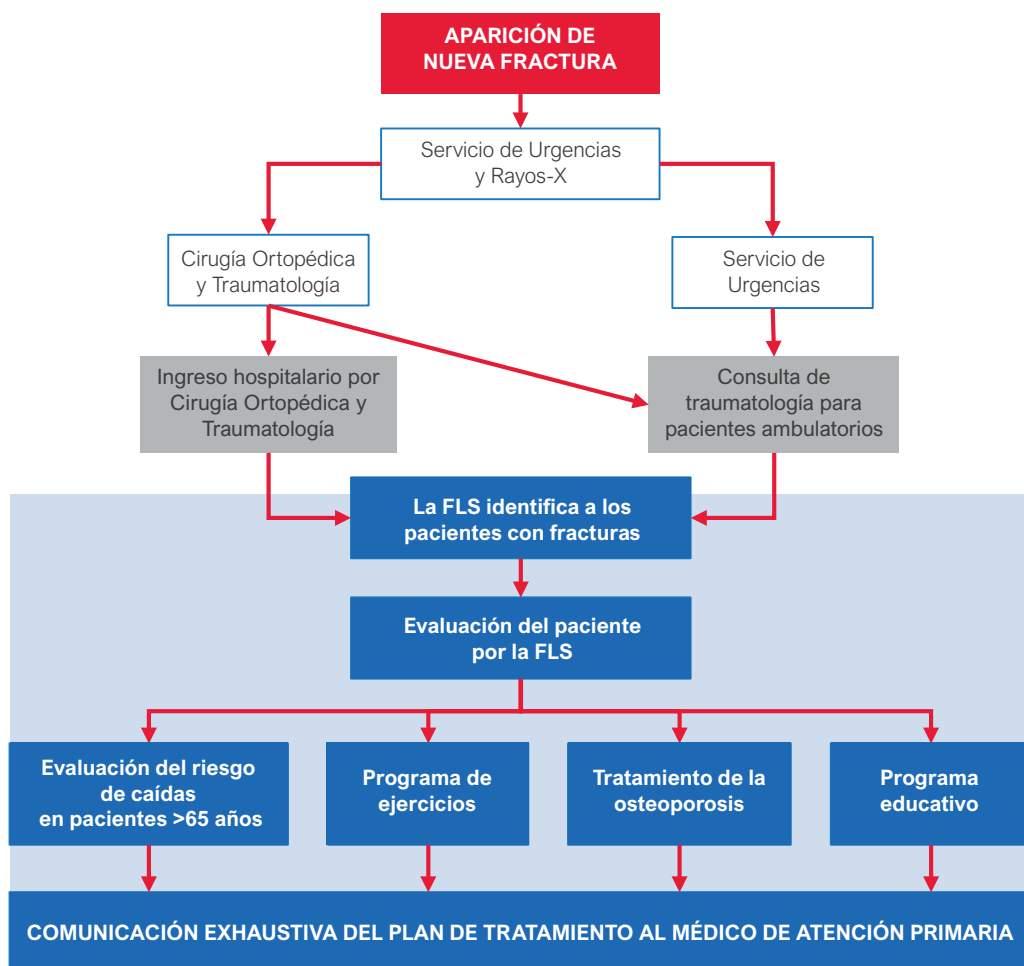 APARICIÓN DE
NUEVA FRACTURA
Servicio de Urgencias
y Rayos-X
Cirugía Ortopédica
y Traumatología
Servicio de
Urgencias
Ingreso hospitalario por
Cirugía Ortopédica y
Traumatología
Consulta de
traumatología para
pacientes ambulatorios
La FLS identifica a los
pacientes con fracturas
Evaluación del paciente
por la FLS
Evaluación del riesgo
de caídas
en pacientes >65 años
Programa de
ejercicios
Tratamiento de la
osteoporosis
Programa
educativo
COMUNICACIÓN EXHAUSTIVA DEL PLAN DE TRATAMIENTO AL MÉDICO DE ATENCIÓN PRIMARIA